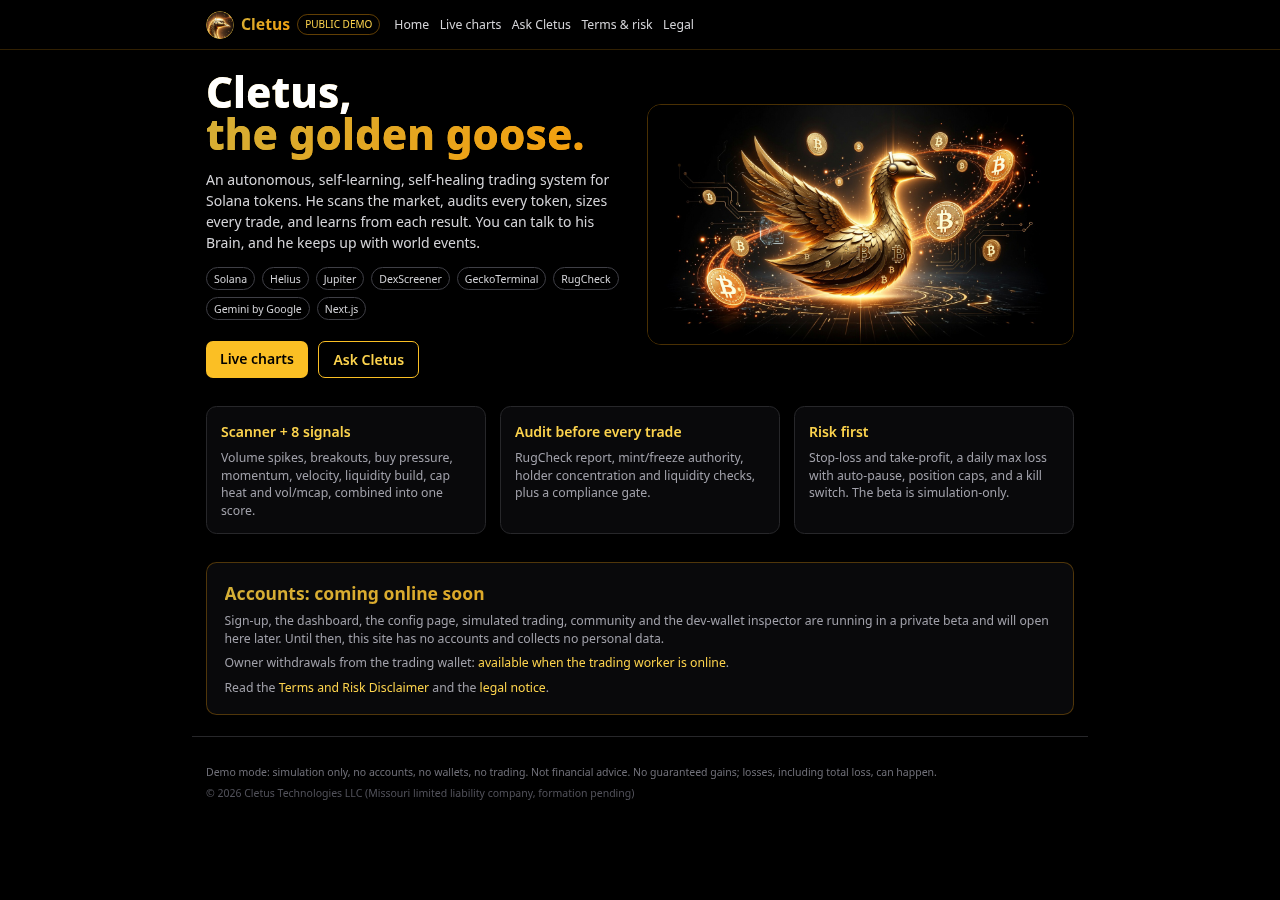 Cletus PUBLIC DEMO Home Live charts Ask Cletus Terms & risk Legal
Cletus,
the golden goose.
An autonomous, self-learning, self-healing trading system for
Solana tokens. He scans the market, audits every token, sizes
every trade, and learns from each result. You can talk to his
Brain, and he keeps up with world events.
Solana Helius Jupiter DexScreener GeckoTerminal RugCheck
Gemini by Google Next.js
Live charts Ask Cletus
Scanner + 8 signals
Volume spikes, breakouts, buy pressure,
momentum, velocity, liquidity build, cap
heat and vol/mcap, combined into one
score.
Audit before every trade
RugCheck report, mint/freeze authority,
holder concentration and liquidity checks,
plus a compliance gate.
Risk first
Stop-loss and take-profit, a daily max loss
with auto-pause, position caps, and a kill
switch. The beta is simulation-only.
Accounts: coming online soon
Sign-up, the dashboard, the config page, simulated trading, community and the dev-wallet inspector are running in a private beta and will open
here later. Until then, this site has no accounts and collects no personal data.
Owner withdrawals from the trading wallet: available when the trading worker is online.
Read the Terms and Risk Disclaimer and the legal notice.
Demo mode: simulation only, no accounts, no wallets, no trading. Not financial advice. No guaranteed gains; losses, including total loss, can happen.
© 2026 Cletus Technologies LLC (Missouri limited liability company, formation pending)